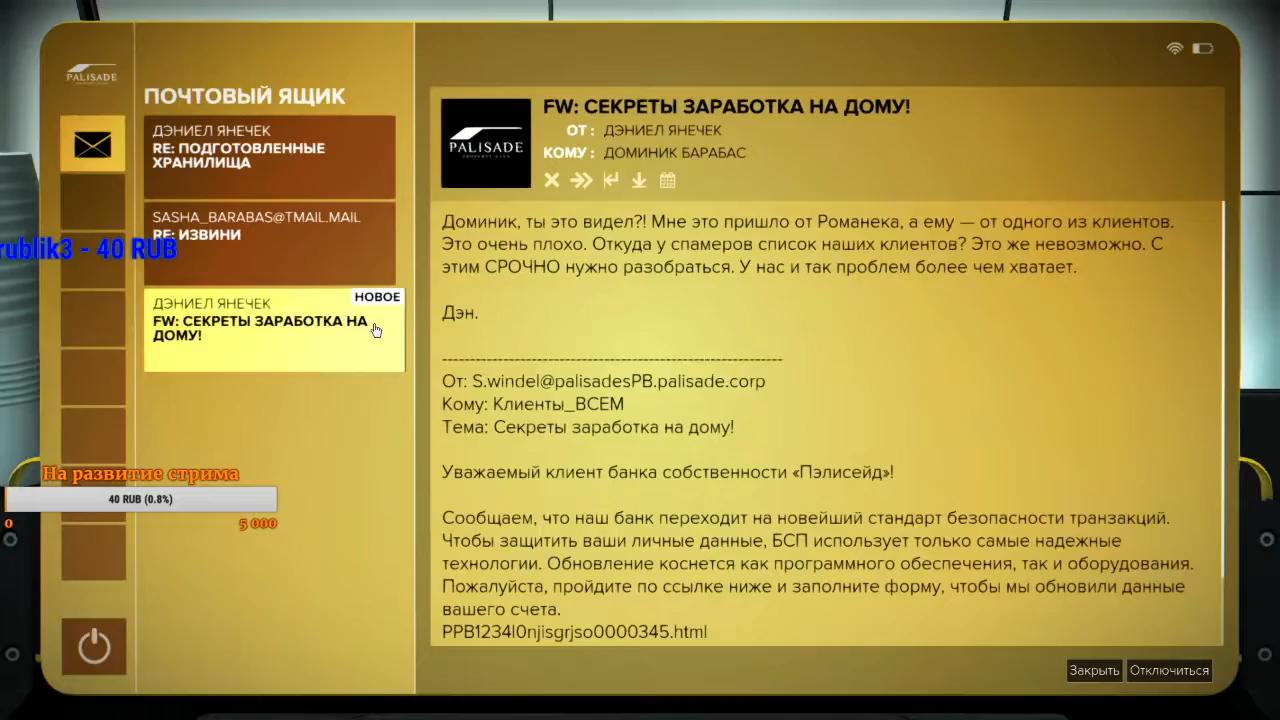 PALISADE
ПОЧТОВЫЙ ЯЩИК
ДЭНИЕЛ ЯНЕЧЕК
RE: ПОДГОТОВЛЕННЫЕ
ХРАНИЛИЩА
SASHA_BARABAS@TMAIL.MAIL
RE: ИЗВИНИ
rublik3 - 40 RUB
НОВОЕ
ДЭНИЕЛ ЯНЕЧЕК
FW: СЕКРЕТЫ ЗАРАБОТКА НА
ДОМУ!
На развитие стрима
40 RUB (0.8%)
0
5 000
PALISADE
FW: СЕКРЕТЫ ЗАРАБОТКА НА ДОМУ!
ОТ : ДЭНИЕЛ ЯНЕЧЕК
КОМУ : ДОМИНИК БАРАБАС
Доминик, ты это видел?! Мне это пришло от Романека, а ему — от одного из клиентов.
Это очень плохо. Откуда у спамеров список наших клиентов? Это же невозможно. С
этим СРОЧНО нужно разобраться. У нас и так проблем более чем хватает.
Дэн.
------------------------------------------------------------
От: S.windel@palisadesPB.palisade.corp
Кому: Клиенты_ВСЕМ
Тема: Секреты заработка на дому!
Уважаемый клиент банка собственности «Пэлисейд»!
Сообщаем, что наш банк переходит на новейший стандарт безопасности транзакций.
Чтобы защитить ваши личные данные, БСП использует только самые надежные
технологии. Обновление коснется как программного обеспечения, так и оборудования.
Пожалуйста, пройдите по ссылке ниже и заполните форму, чтобы мы обновили данные
вашего счета.
PPB1234l0njisgrjso0000345.html
Закрыть
Отключиться